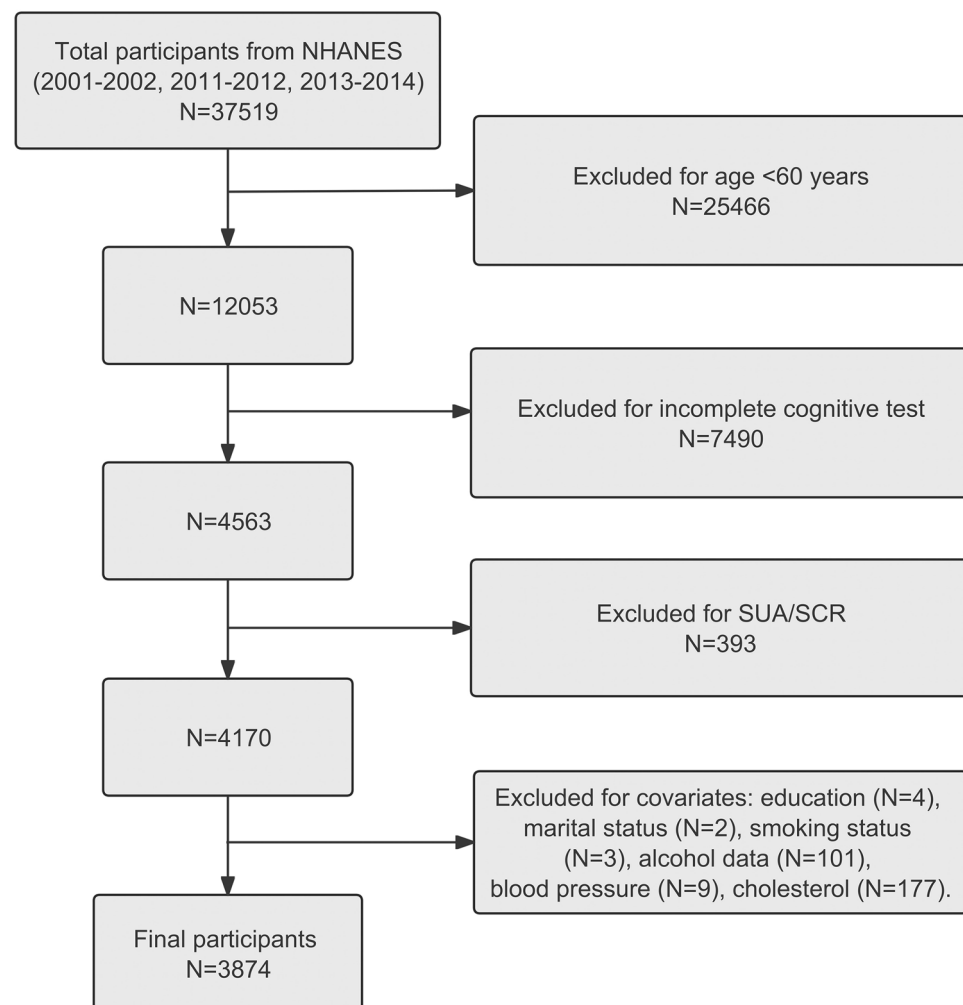 Total participants from NHANES
(2001-2002, 2011-2012, 2013-2014)
N=37519
Excluded for age <60 years
N=25466
N=12053
Excluded for incomplete cognitive test
N=7490
N=4563
Excluded for SUA/SCR
N=393
N=4170
Excluded for covariates: education (N=4),
marital status (N=2), smoking status
(N=3), alcohol data (N=101),
blood pressure (N=9), cholesterol (N=177).
Final participants
N=3874